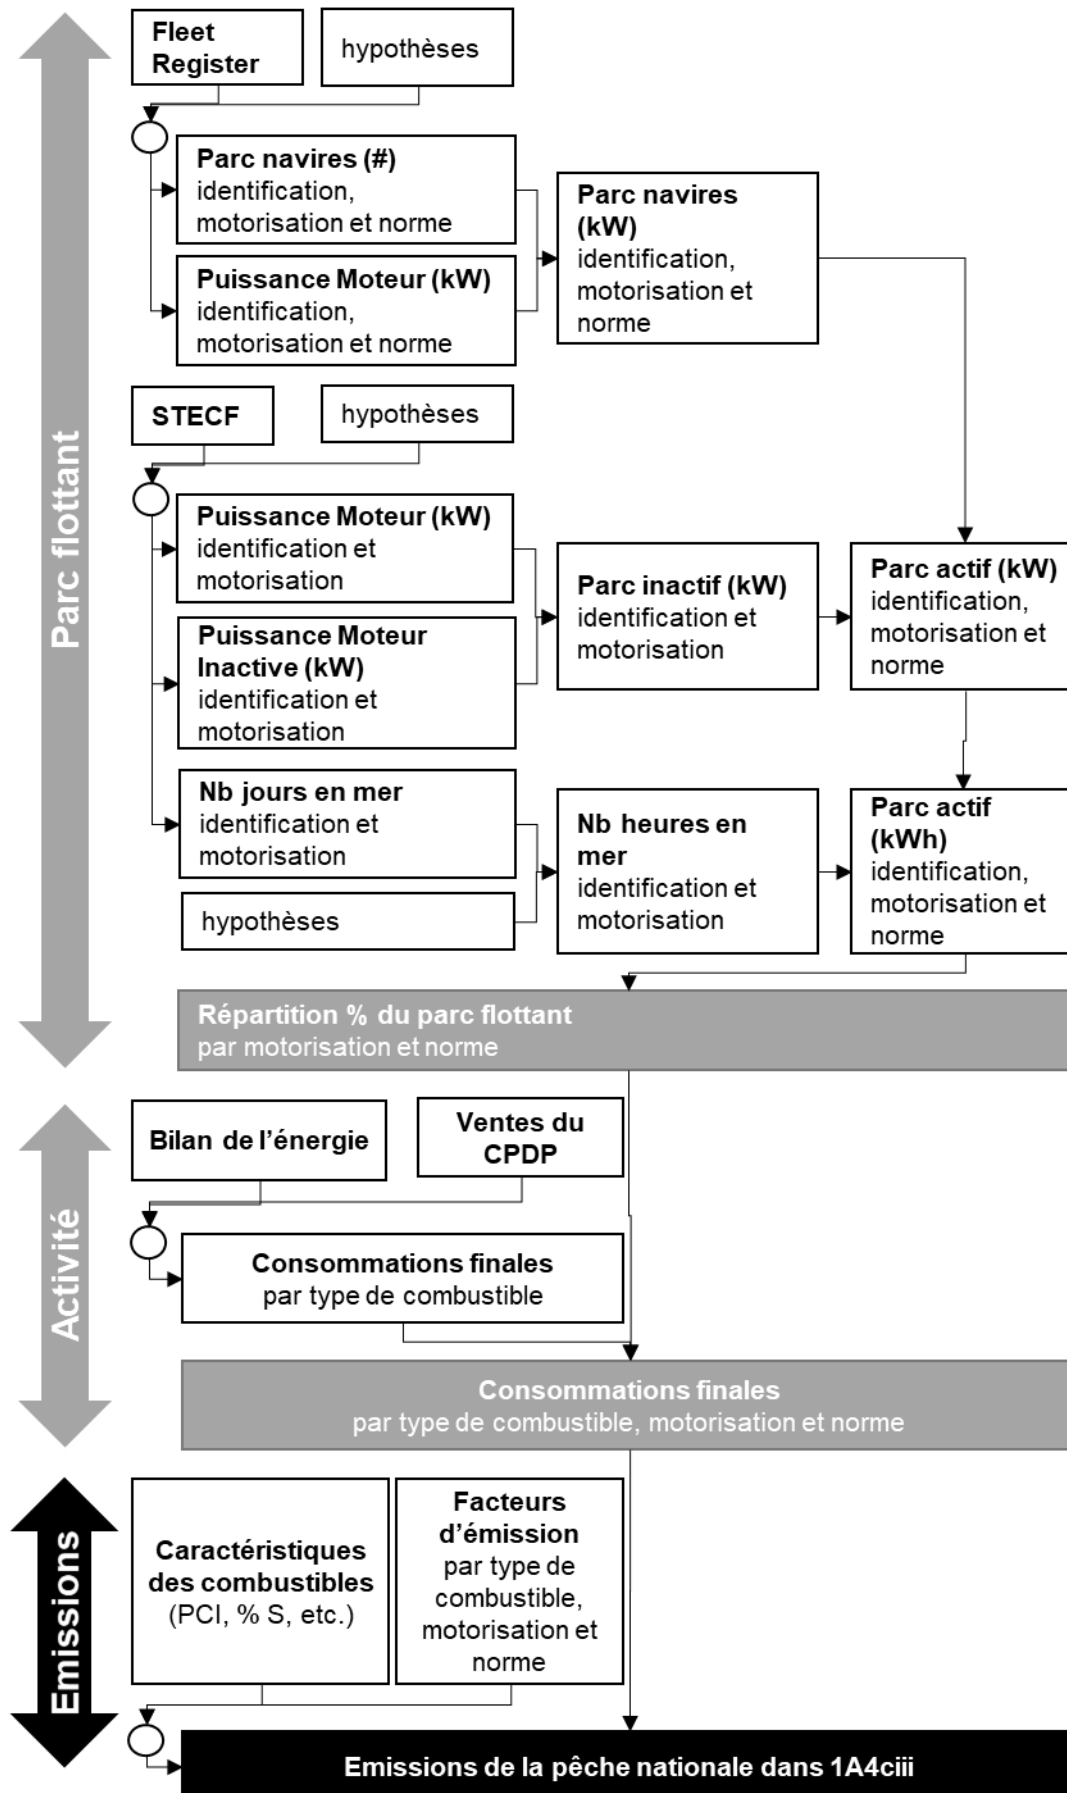 Parc flottant
Fleet
Register
hypothèses
Parc navires (#)
identification,
motorisation et norme
Puissance Moteur (kW)
identification,
motorisation et norme
Parc navires
(kW)
identification,
motorisation et
norme
STECF
hypothèses
Puissance Moteur (kW)
identification et
motorisation
Puissance Moteur
Inactive (kW)
identification et
motorisation
Parc inactif (kW)
identification et
motorisation
Parc actif (kW)
identification,
motorisation et
norme
Nb jours en mer
identification et
motorisation
hypothèses
Nb heures en
mer
identification et
motorisation
Parc actif
(kWh)
identification,
motorisation et
norme
Répartition % du parc flottant
par motorisation et norme
Activité
Bilan de l'énergie
Ventes du
CPDP
Consommations finales
par type de combustible
Consommations finales
par type de combustible, motorisation et norme
Emissions
Caractéristiques
des combustibles
(PCI, % S, etc.)
Facteurs
d'émission
par type de
combustible,
motorisation et
norme
Emissions de la pêche nationale dans 1A4ciii